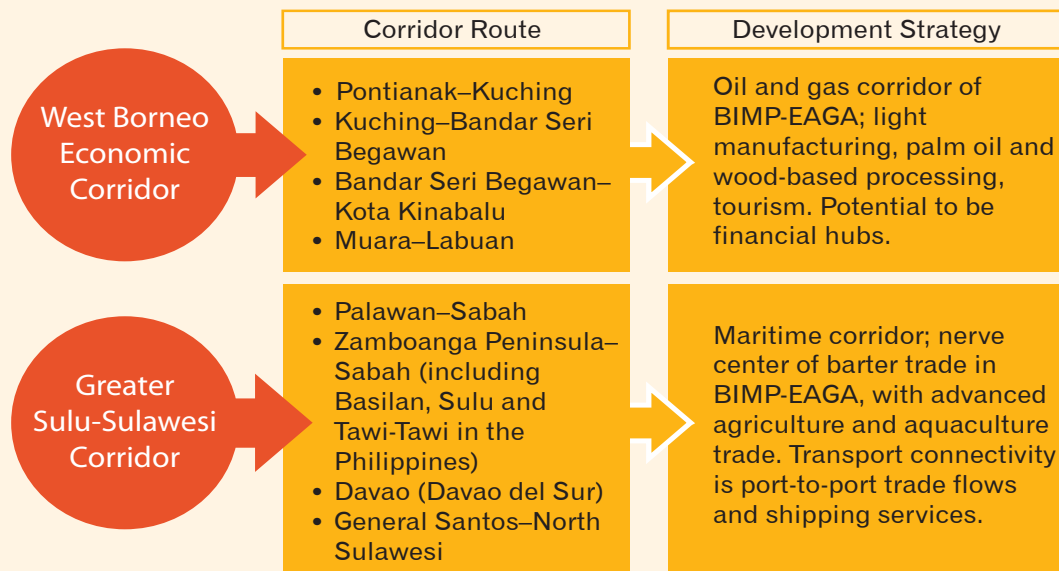 Corridor Route
Development Strategy
West Borneo
Economic
Corridor
• Pontianak–Kuching
• Kuching–Bandar Seri
Begawan
• Bandar Seri Begawan–
Kota Kinabalu
• Muara–Labuan
Oil and gas corridor of
BIMP-EAGA; light
manufacturing, palm oil and
wood-based processing,
tourism. Potential to be
financial hubs.
Greater
Sulu-Sulawesi
Corridor
• Palawan–Sabah
• Zamboanga Peninsula–
Sabah (including
Basilan, Sulu and
Tawi-Tawi in the
Philippines)
• Davao (Davao del Sur)
• General Santos–North
Sulawesi
Maritime corridor; nerve
center of barter trade in
BIMP-EAGA, with advanced
agriculture and aquaculture
trade. Transport connectivity
is port-to-port trade flows
and shipping services.